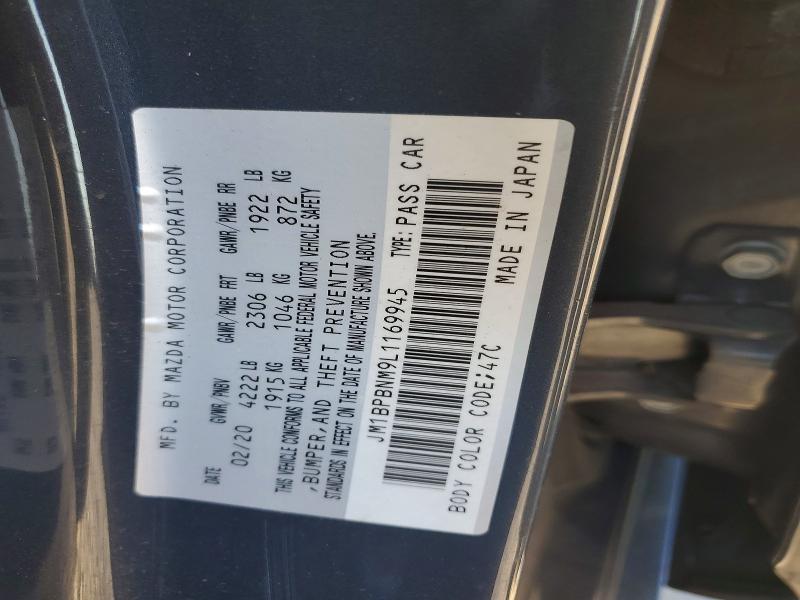 MFD. BY MAZDA MOTOR CORPORATION
DATE GVWR/PNBV GAWR/PNBE FRT GAWR/PNBE RR
02/20 4222 LB 2306 LB 1922 LB
1915 KG 1046 KG 872 KG
THIS VEHICLE CONFORMS TO ALL APPLICABLE FEDERAL MOTOR VEHICLE SAFETY
,BUMPER,AND THEFT PREVENTION
STANDARDS IN EFFECT ON THE DATE OF MANUFACTURE SHOWN ABOVE.
JM1BPBNM9L1169945 TYPE: PASS CAR
BODY COLOR CODE;47C MADE IN JAPAN